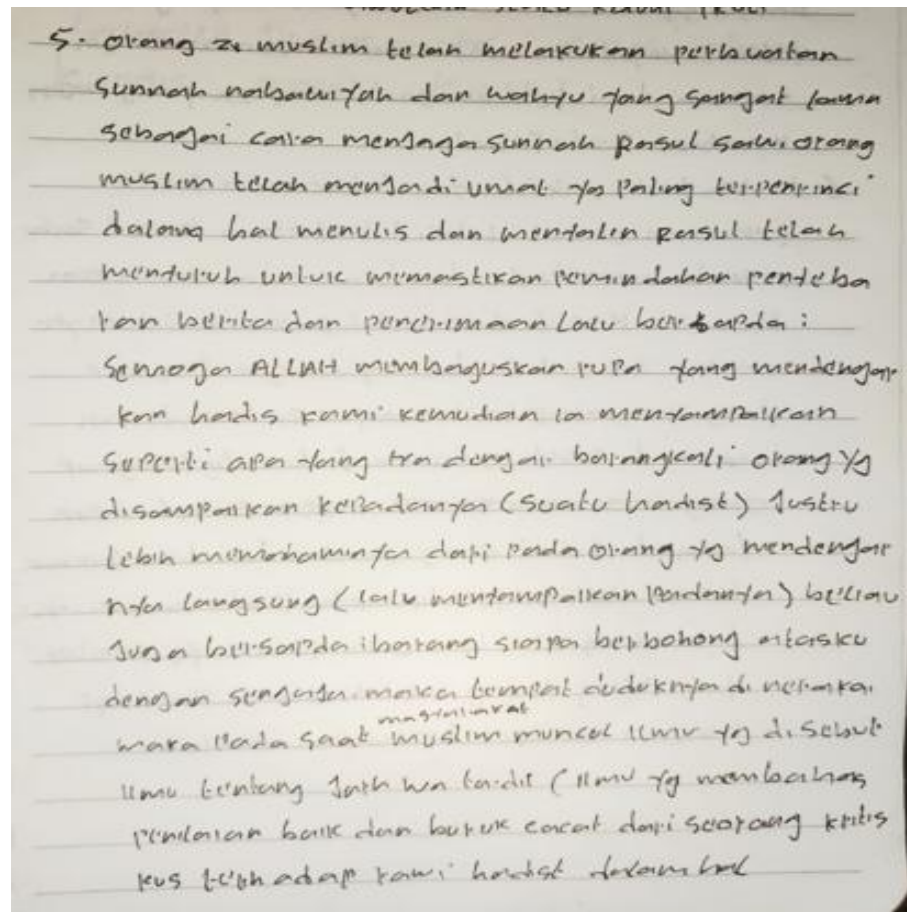 5. orang z muslim telah melakukan perbuatan
sunnah nabawiyah dan wahyu yang sangat lama
sebagai cara menjaga sunnah Rasul saw. orang
muslim telah menjadi umat yg paling terperinci
dalam hal menulis dan menjalin Rasul telah
menyuruh untuk memastikan pemindahan penyeba
ran berita dan penerimaan lalu bersabda :
Semoga ALLAH membaguskan rupa yang mendengar
kan hadis kami kemudian ia menyampaikan
seperti apa yang dengar. barangkali orang yg
disampaikan kepadanya (suatu hadist) justru
lebih memahaminya dari pada orang yg mendengar
nya langsung (lalu menyampaikan padanya) beliau
juga bersapda : barang siapa berbohong atasku
dengan sengaja maka tempat duduknya di neraka.
maka pada saat masyarakat muslim muncul ilmu yg disebut
ilmu tentang Jarh wa ta'dil (ilmu yg membahas
penilaian baik dan buruk cacat dari seorang kritis
kus terhadap rawi hadist dalam hal